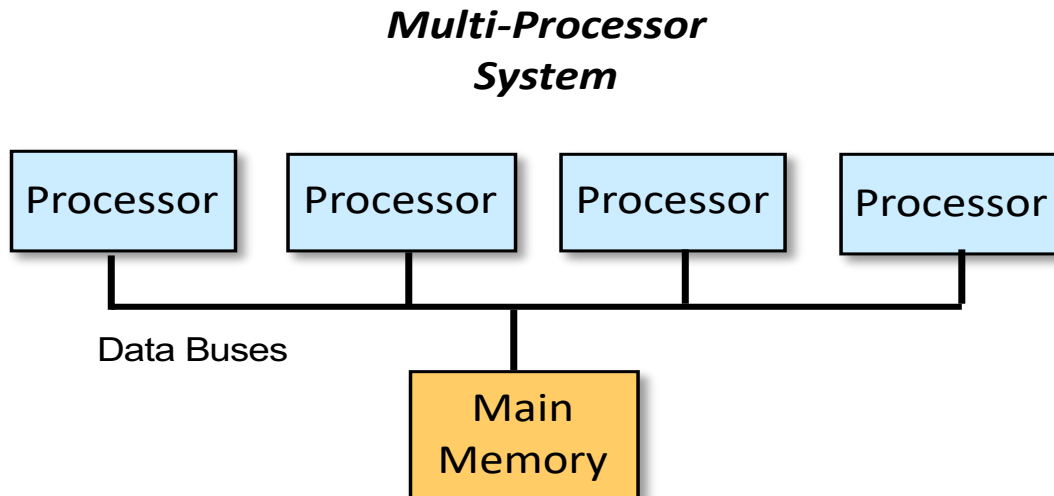 Multi-Processor
System
Processor
Processor
Processor
Processor
Data Buses
Main
Memory